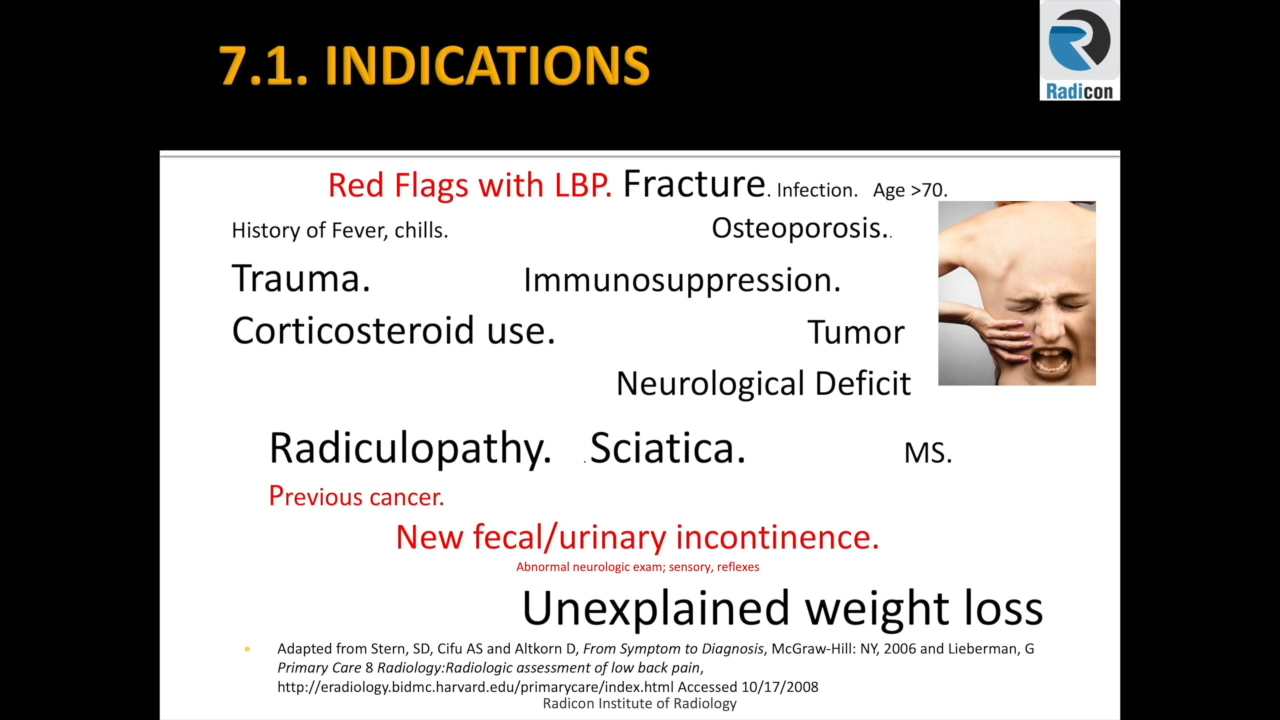 7.1. INDICATIONS
Radicon
Red Flags with LBP. Fracture. Infection. Age >70.
History of Fever, chills. Osteoporosis..
Trauma. Immunosuppression.
Corticosteroid use. Tumor
Neurological Deficit
Radiculopathy. .Sciatica. MS.
Previous cancer.
New fecal/urinary incontinence.
Abnormal neurologic exam; sensory, reflexes
Unexplained weight loss
• Adapted from Stern, SD, Cifu AS and Altkorn D, From Symptom to Diagnosis, McGraw-Hill: NY, 2006 and Lieberman, G
Primary Care 8 Radiology:Radiologic assessment of low back pain,
http://eradiology.bidmc.harvard.edu/primarycare/index.html Accessed 10/17/2008
Radicon Institute of Radiology